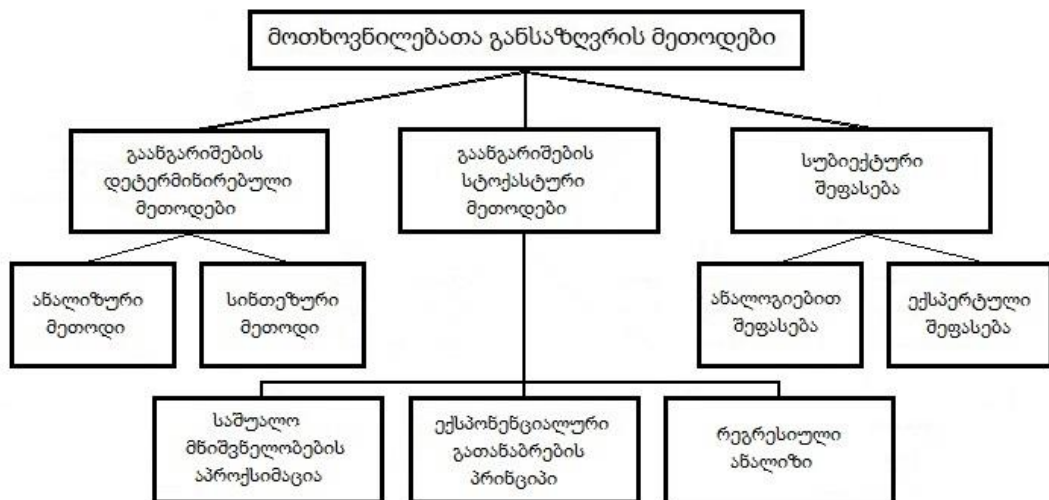 მოთხოვნილებათა განსაზღვრის მეთოდები
გაანგარიშების
დეტერმინირებული
მეთოდები
გაანგარიშების
სტოქასტური
მეთოდები
სუბიექტური
შეფასება
ანალიზური
მეთოდი
სინთეზური
მეთოდი
ანალოგიებით
შეფასება
ექსპერტული
შეფასება
საშუალო
მნიშვნელობების
აპროქსიმაცია
ექსპონენციალური
გათანაბრების
პრინციპი
რეგრესიული
ანალიზი